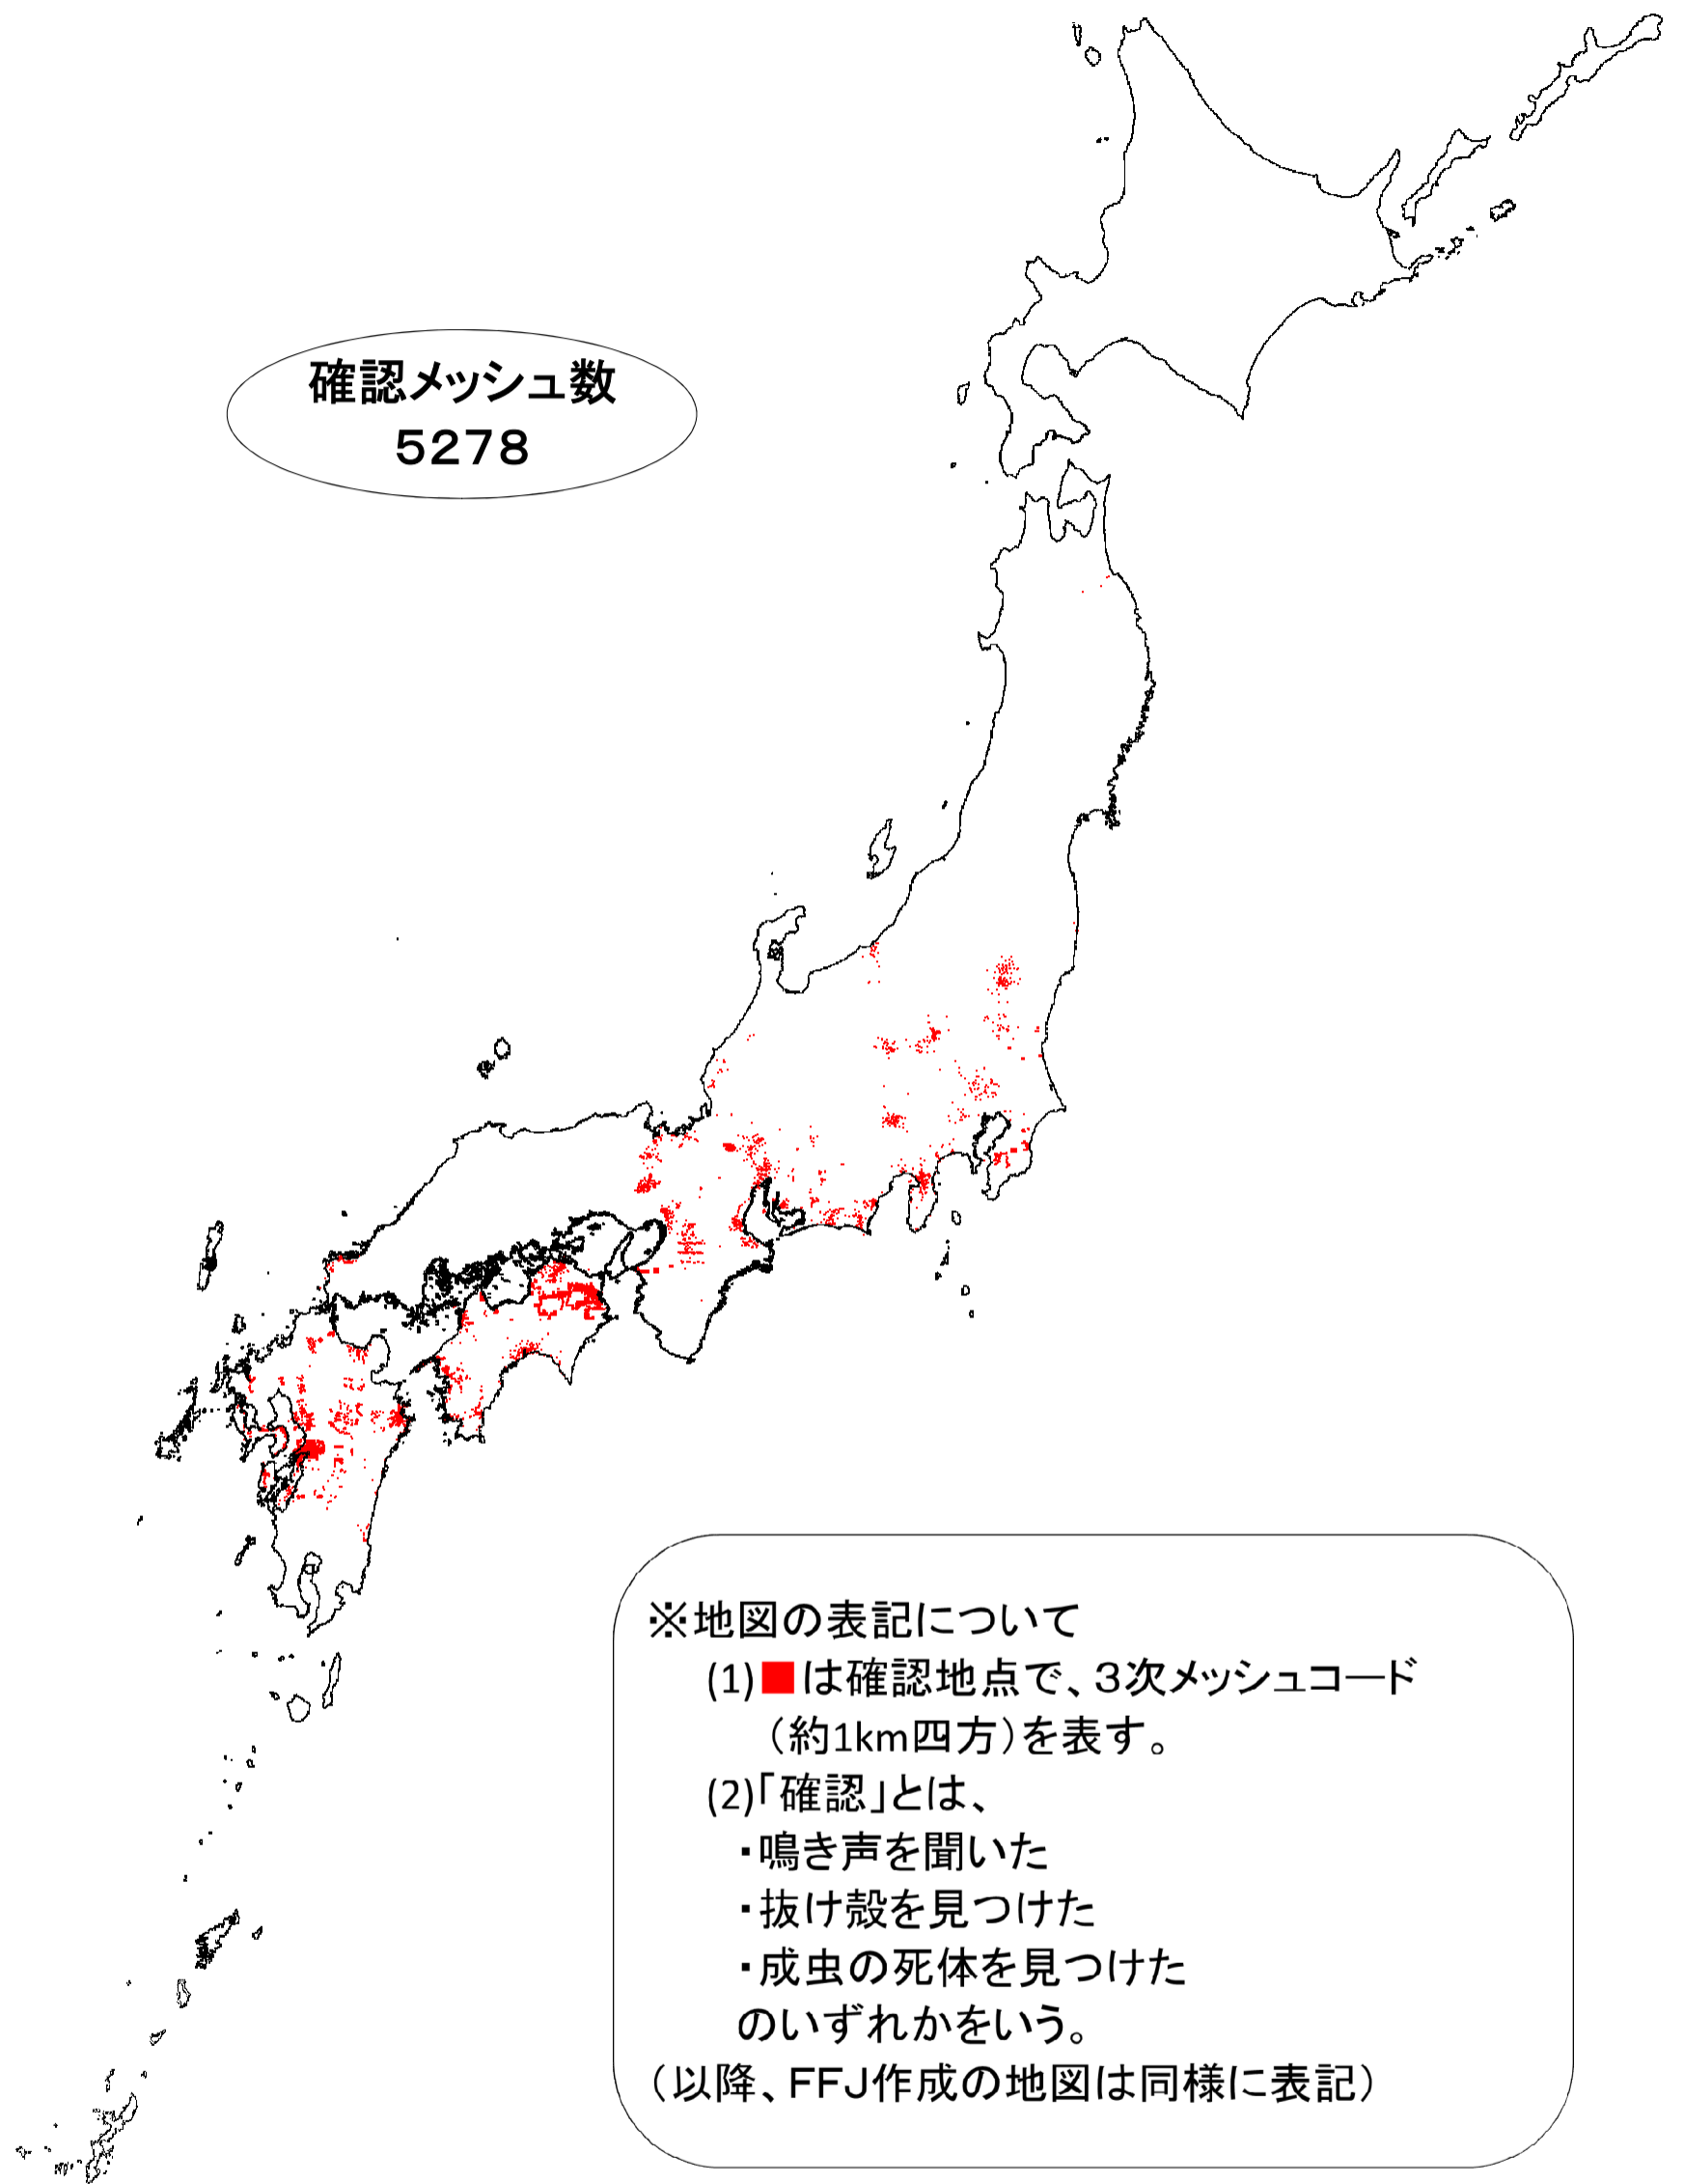 確認メッシュ数
５２７８
※地図の表記について
(1)■は確認地点で、３次メッシュコード
（約1km四方）を表す。
(2)「確認」とは、
・鳴き声を聞いた
・抜け殻を見つけた
・成虫の死体を見つけた
のいずれかをいう。
（以降、ＦＦＪ作成の地図は同様に表記）